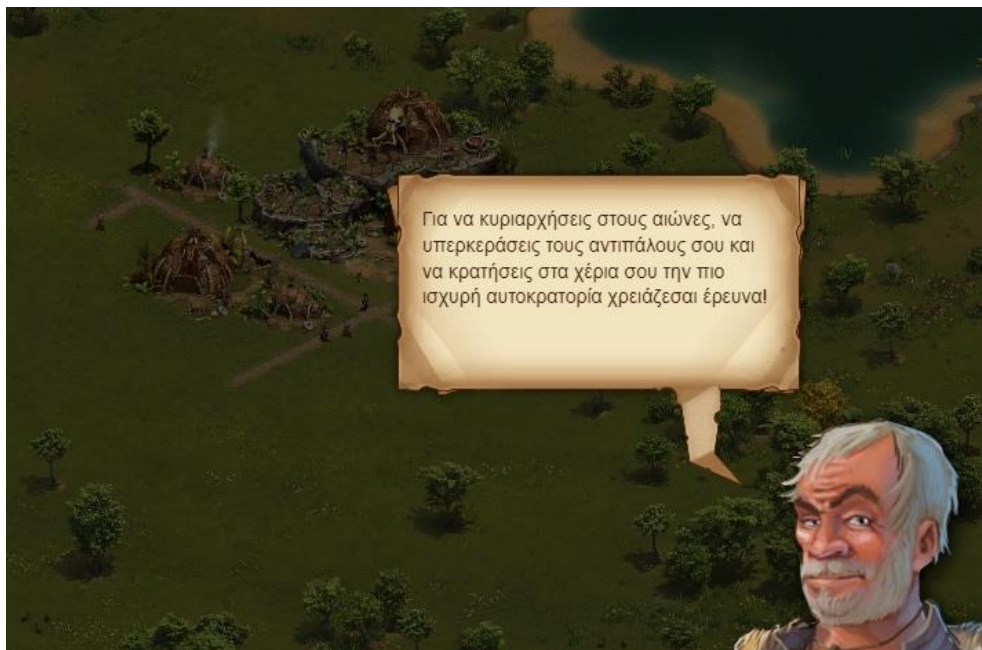 Για να κυριαρχήσεις στους αιώνες, να
υπερκεράσεις τους αντιπάλους σου και
να κρατήσεις στα χέρια σου την πιο
ισχυρή αυτοκρατορία χρειάζεσαι έρευνα!